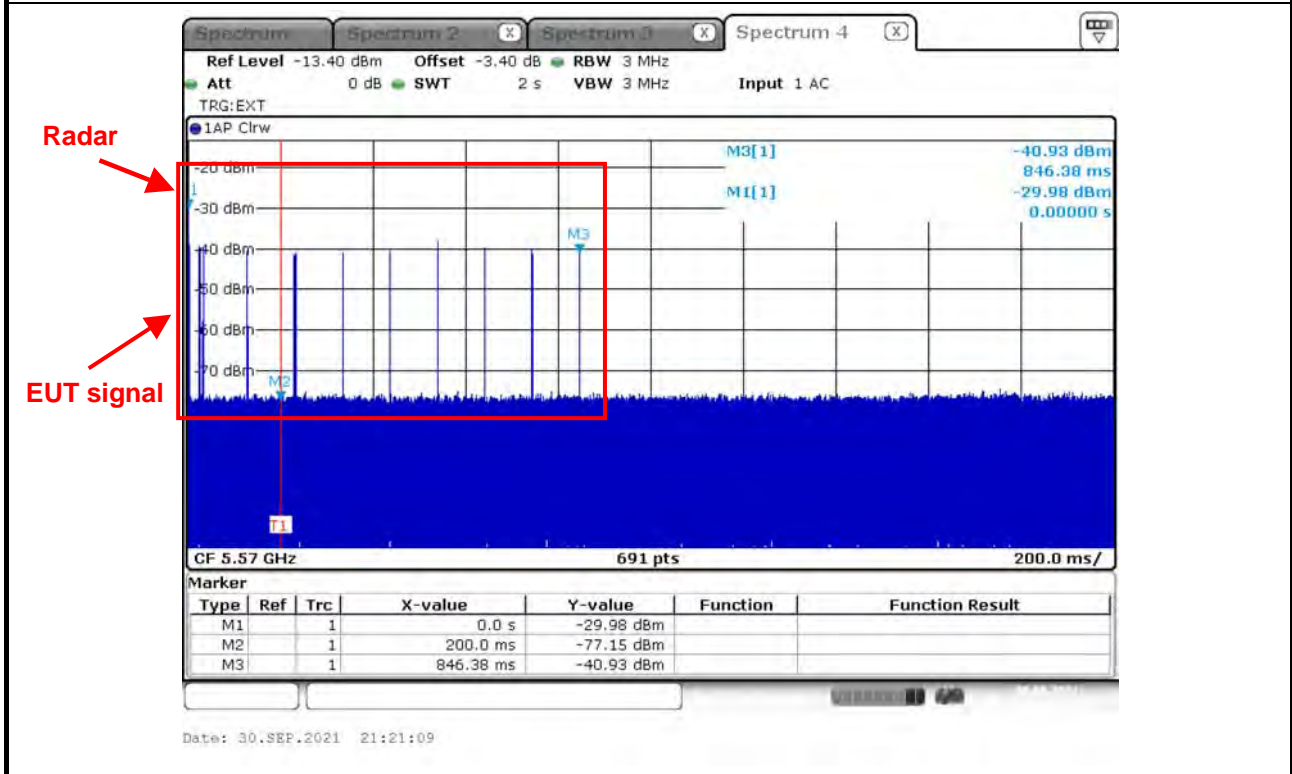 Spectrum Spectrum 2 X Spectrum 3 X Spectrum 4 X
Ref Level -13.40 dBm Offset -3.40 dB RBW 3 MHz
Att 0 dB SWT 2 s VBW 3 MHz Input 1 AC
TRG:EXT
1AP Clrw
Radar
M3[1] -40.93 dBm
846.38 ms
M1[1] -29.98 dBm
0.00000 s
-20 dBm
1
-30 dBm
M3
-40 dBm
-50 dBm
-60 dBm
-70 dBm
M2
EUT signal
T1
CF 5.57 GHz 691 pts 200.0 ms/
Marker
Type Ref Trc X-value Y-value Function Function Result
M1 1 0.0 s -29.98 dBm
M2 1 200.0 ms -77.15 dBm
M3 1 846.38 ms -40.93 dBm
Date: 30.SEP.2021 21:21:09